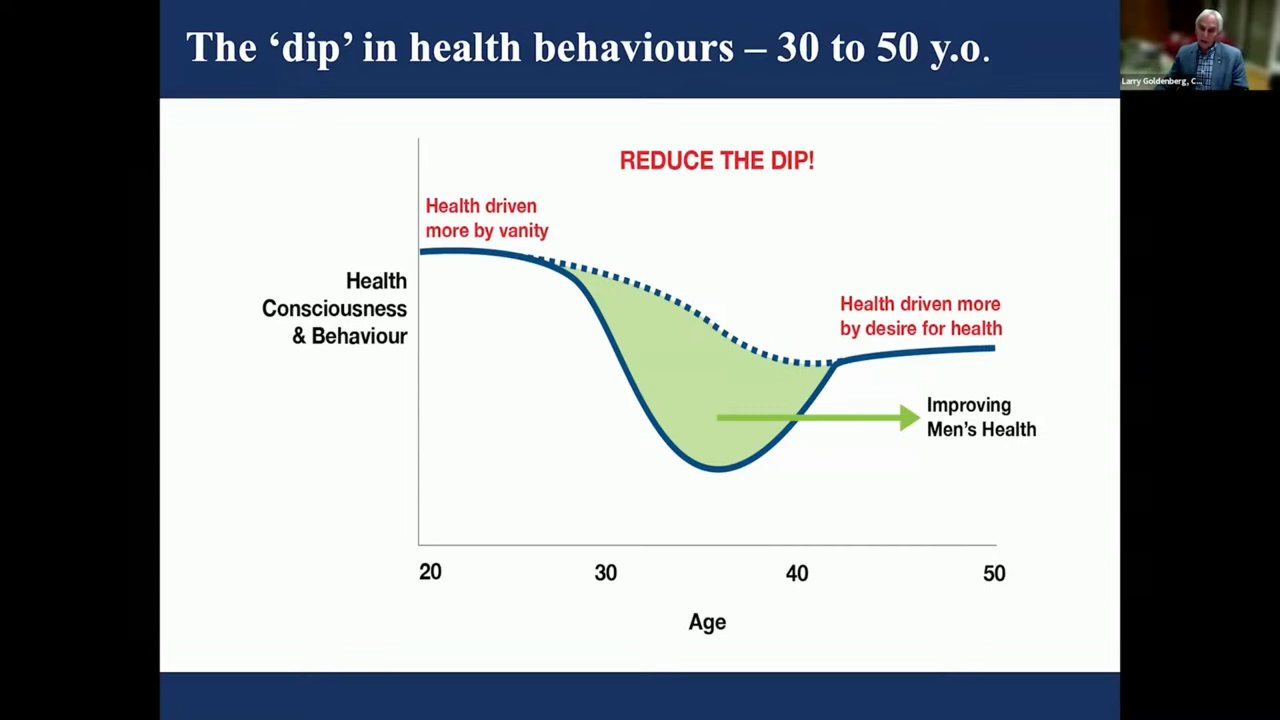 The ‘dip’ in health behaviours – 30 to 50 y.o.
Larry Goldenberg, C...
REDUCE THE DIP!
Health driven
more by vanity
Health
Consciousness
& Behaviour
Health driven more
by desire for health
Improving
Men’s Health
20
30
40
50
Age